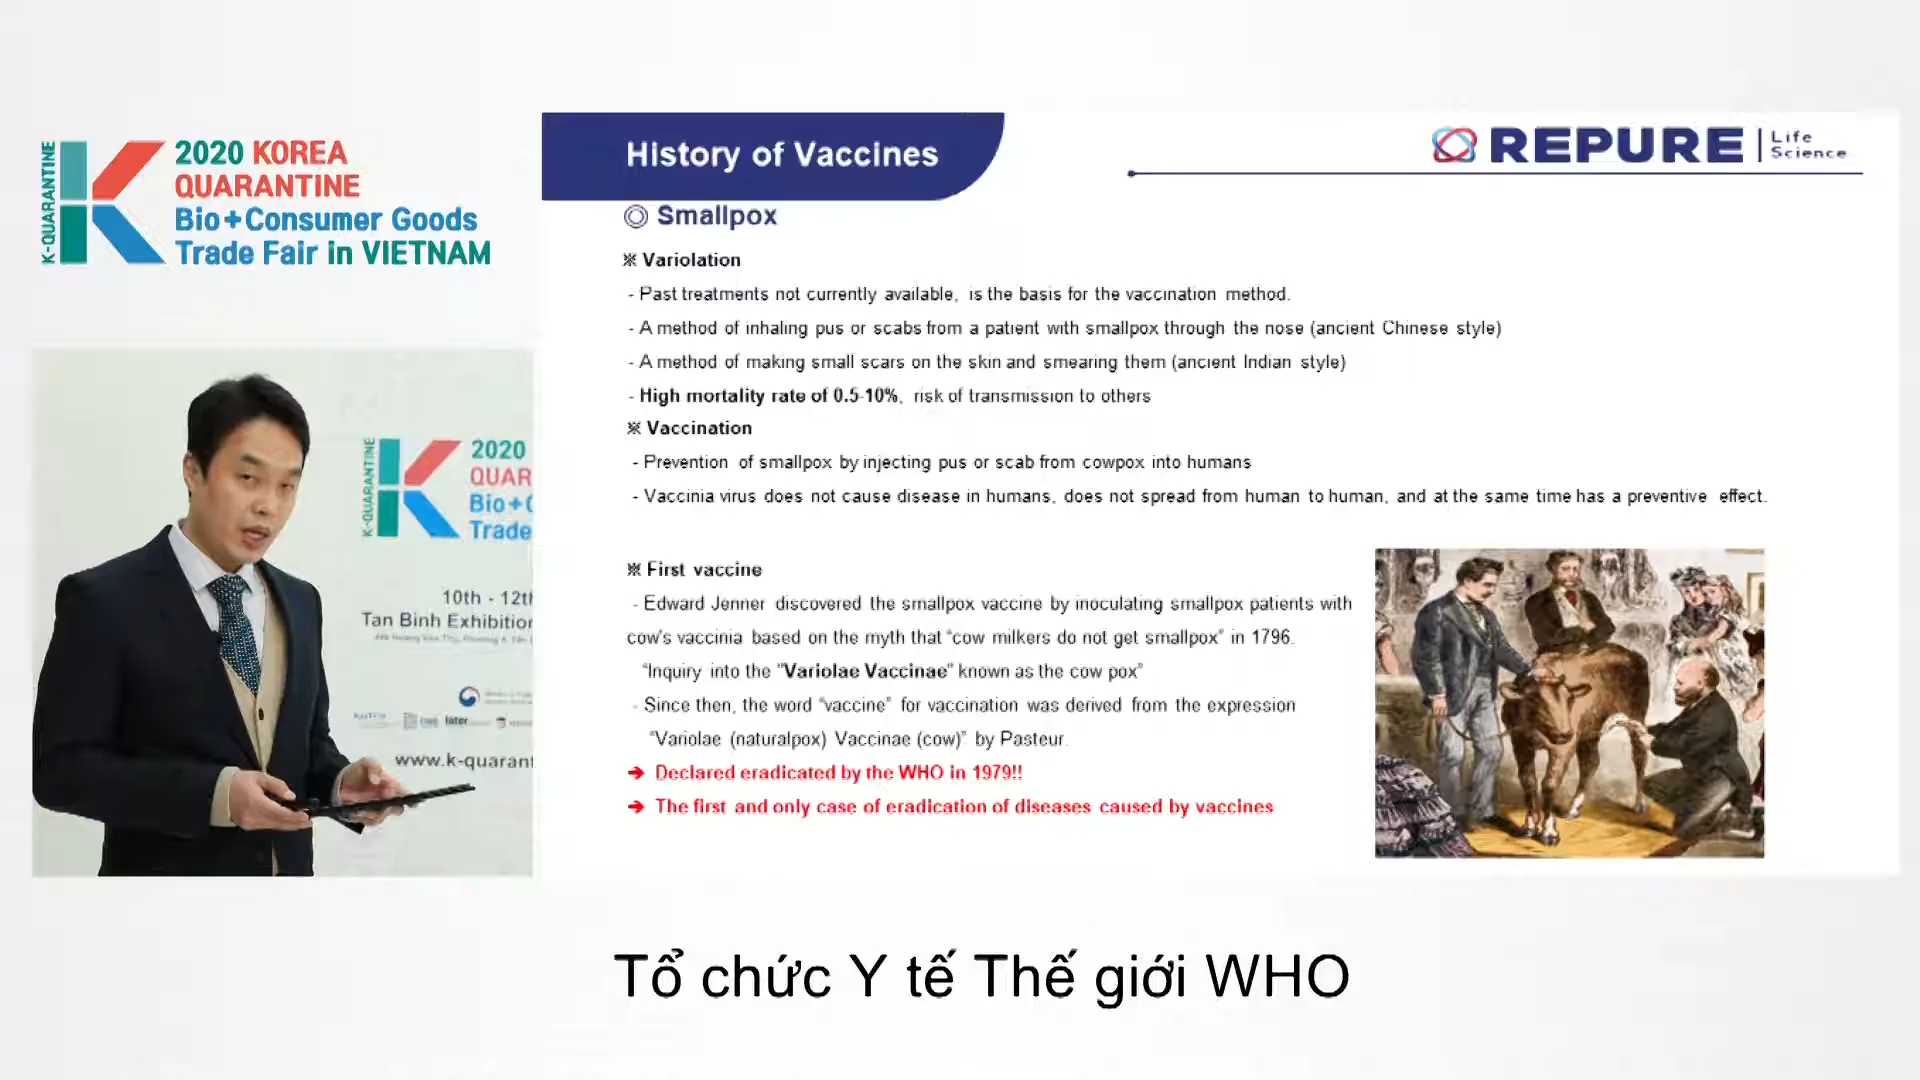 K-QUARANTINE
2020 KOREA
QUARANTINE
Bio+Consumer Goods
Trade Fair in VIETNAM
History of Vaccines
REPURE
Life
Science
◎ Smallpox
※ Variolation
- Past treatments not currently available, is the basis for the vaccination method.
- A method of inhaling pus or scabs from a patient with smallpox through the nose (ancient Chinese style)
- A method of making small scars on the skin and smearing them (ancient Indian style)
- High mortality rate of 0.5-10%, risk of transmission to others
※ Vaccination
- Prevention of smallpox by injecting pus or scab from cowpox into humans
- Vaccinia virus does not cause disease in humans, does not spread from human to human, and at the same time has a preventive effect.
※ First vaccine
- Edward Jenner discovered the smallpox vaccine by inoculating smallpox patients with
cow's vaccinia based on the myth that “cow milkers do not get smallpox” in 1796.
“Inquiry into the "Variolae Vaccinae" known as the cow pox”
- Since then, the word “vaccine” for vaccination was derived from the expression
“Variolae (naturalpox) Vaccinae (cow)” by Pasteur.
➔ Declared eradicated by the WHO in 1979!!
➔ The first and only case of eradication of diseases caused by vaccines
K-QUARANTINE
2020
QUAR
Bio+C
Trade
10th - 12th
Tan Binh Exhibition
www.k-quarant
Tổ chức Y tế Thế giới WHO